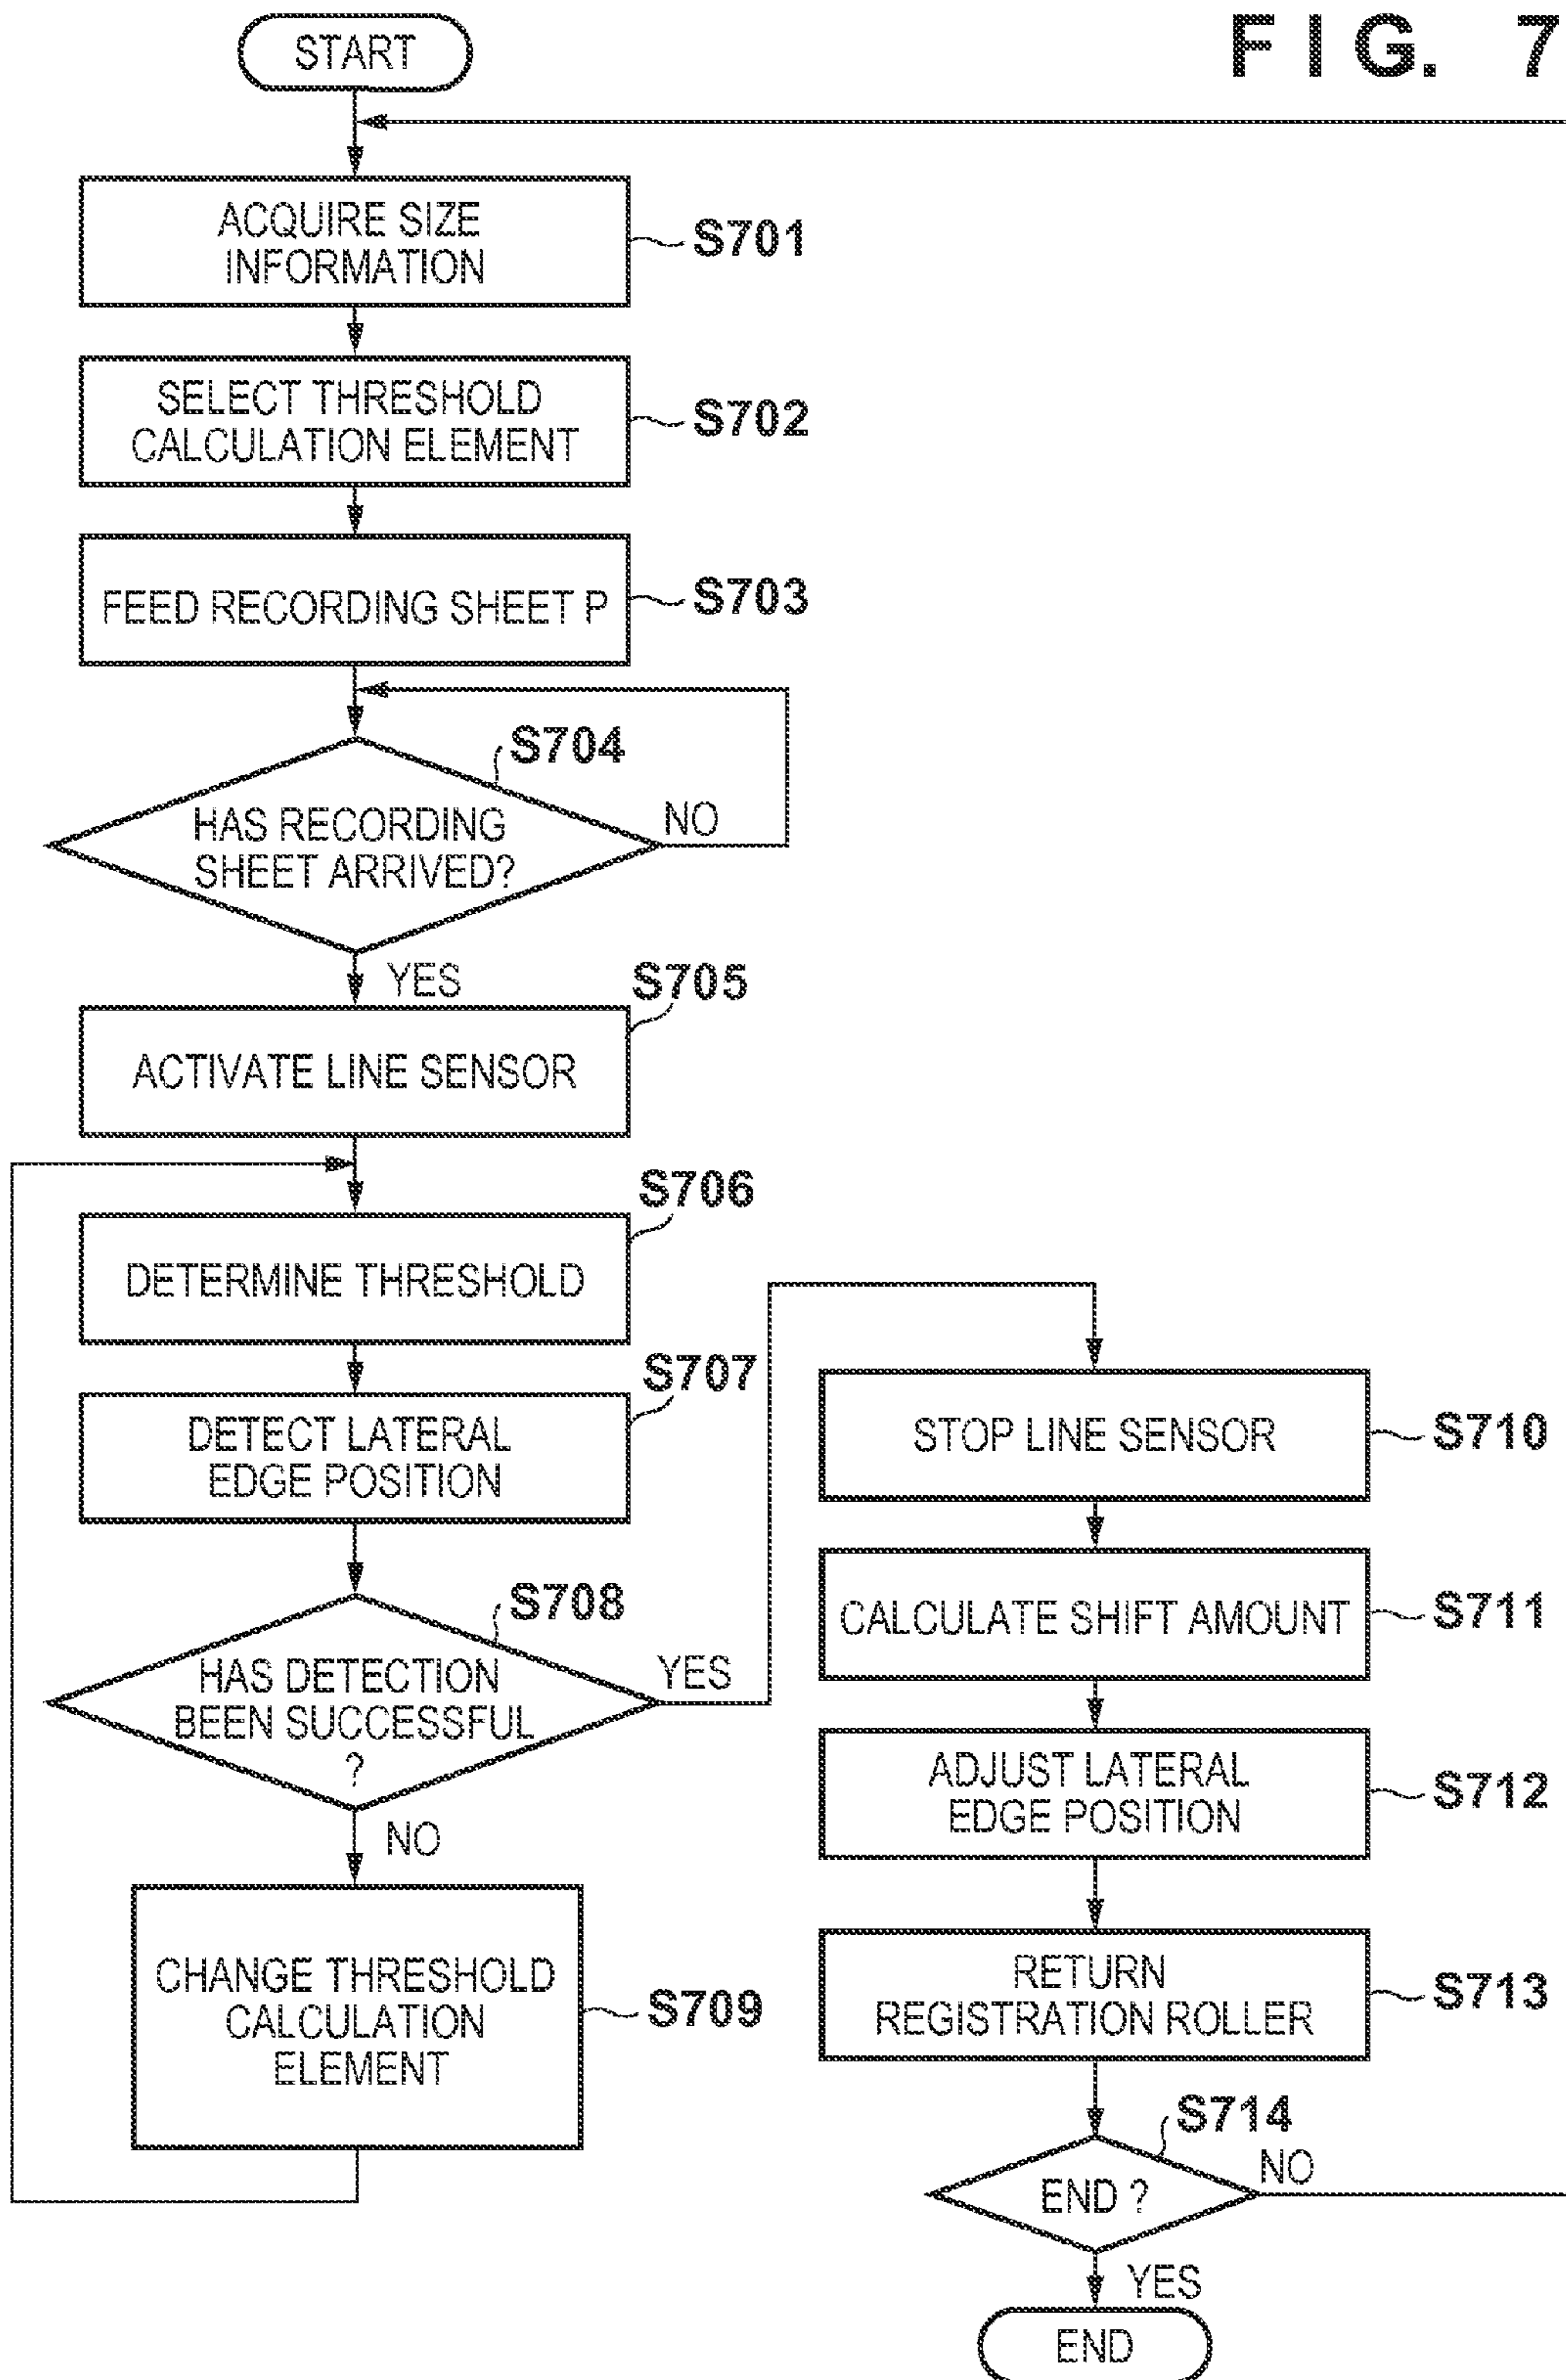 FIG. 7
START
ACQUIRE SIZE
INFORMATION
S701
SELECT THRESHOLD
CALCULATION ELEMENT
S702
FEED RECORDING SHEET P
S703
S704
HAS RECORDING
SHEET ARRIVED?
NO
YES
S705
ACTIVATE LINE SENSOR
S706
DETERMINE THRESHOLD
S707
DETECT LATERAL
EDGE POSITION
S708
HAS DETECTION
BEEN SUCCESSFUL
?
YES
NO
CHANGE THRESHOLD
CALCULATION
ELEMENT
S709
STOP LINE SENSOR
S710
CALCULATE SHIFT AMOUNT
S711
ADJUST LATERAL
EDGE POSITION
S712
RETURN
REGISTRATION ROLLER
S713
S714
END ?
NO
YES
END